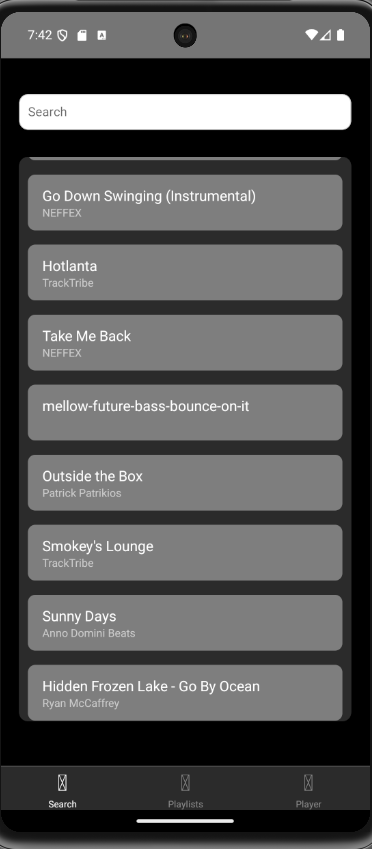 7:42
Search
Go Down Swinging (Instrumental)
NEFFEX
Hotlanta
TrackTribe
Take Me Back
NEFFEX
mellow-future-bass-bounce-on-it
Outside the Box
Patrick Patrikios
Smokey's Lounge
TrackTribe
Sunny Days
Anno Domini Beats
Hidden Frozen Lake - Go By Ocean
Ryan McCaffrey
Search Playlists Player